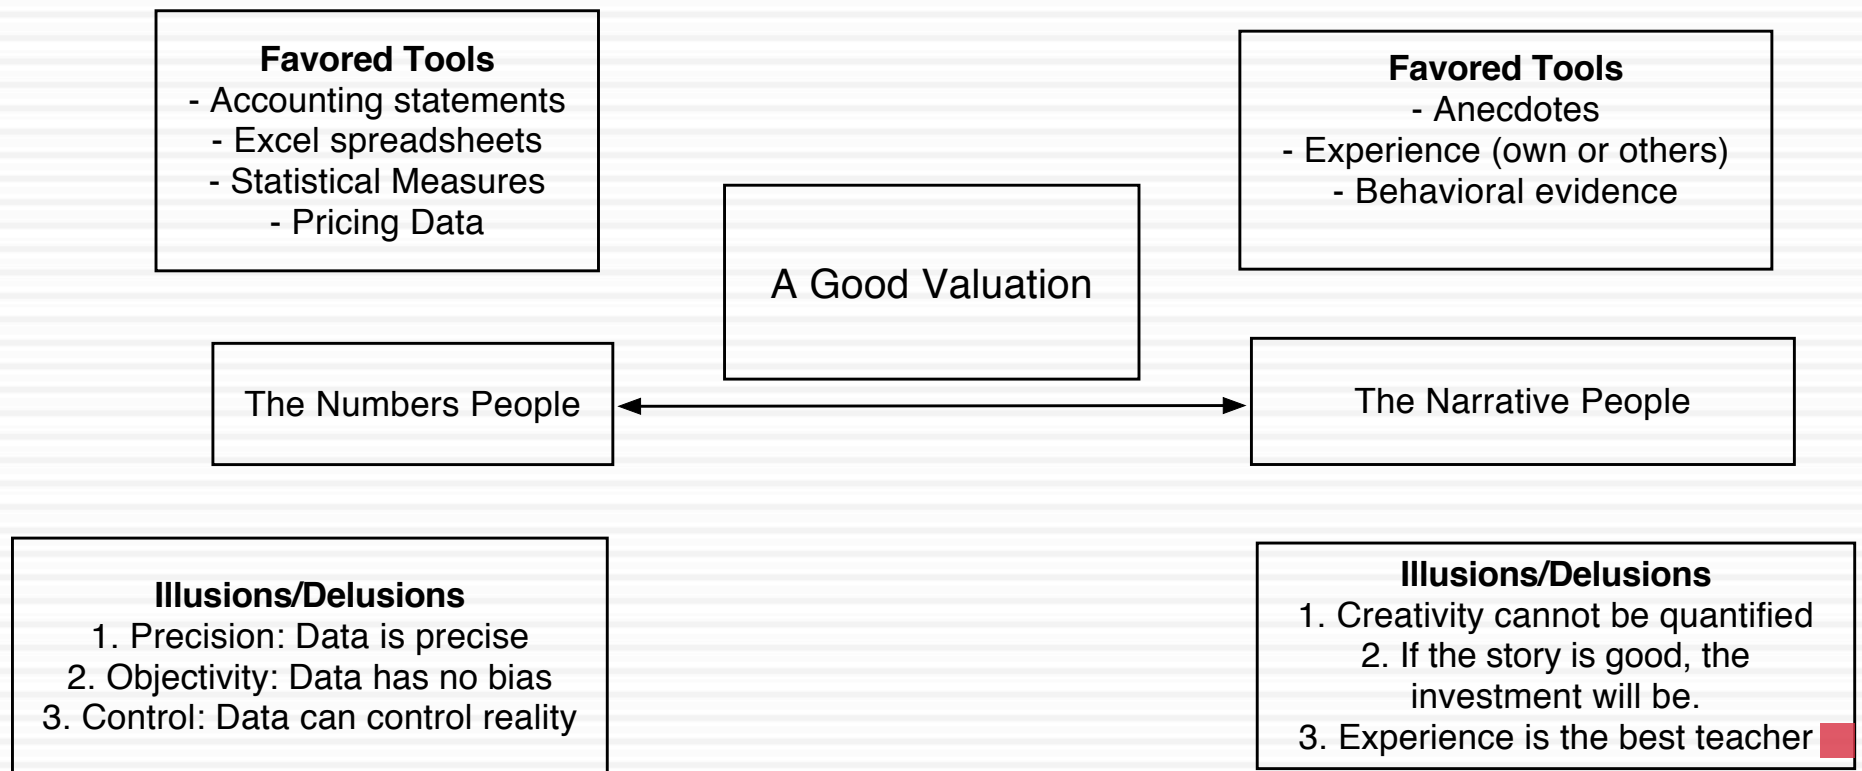 Favored Tools
- Accounting statements
- Excel spreadsheets
- Statistical Measures
- Pricing Data
Favored Tools
- Anecdotes
- Experience (own or others)
- Behavioral evidence
A Good Valuation
The Numbers People
The Narrative People
Illusions/Delusions
1. Precision: Data is precise
2. Objectivity: Data has no bias
3. Control: Data can control reality
Illusions/Delusions
1. Creativity cannot be quantified
2. If the story is good, the
investment will be.
3. Experience is the best teacher